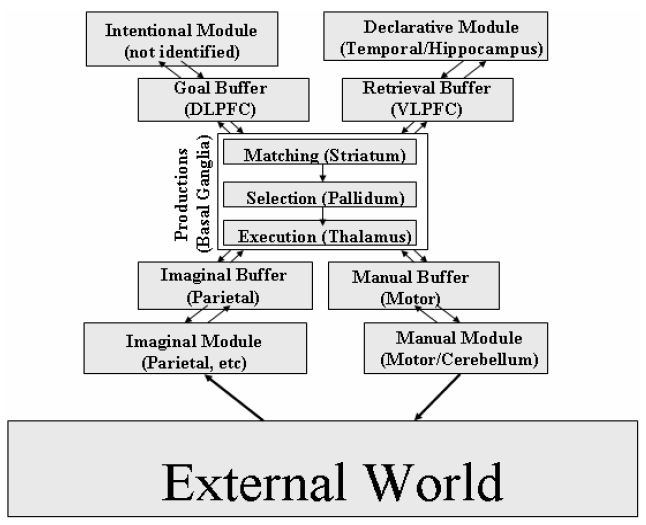 Intentional Module
(not identified)
Declarative Module
(Temporal/Hippocampus)
Goal Buffer
(DLPFC)
Retrieval Buffer
(VLPFC)
Productions
(Basal Ganglia)
Matching (Striatum)
Selection (Pallidum)
Execution (Thalamus)
Imaginal Buffer
(Parietal)
Manual Buffer
(Motor)
Imaginal Module
(Parietal, etc)
Manual Module
(Motor/Cerebellum)
External World